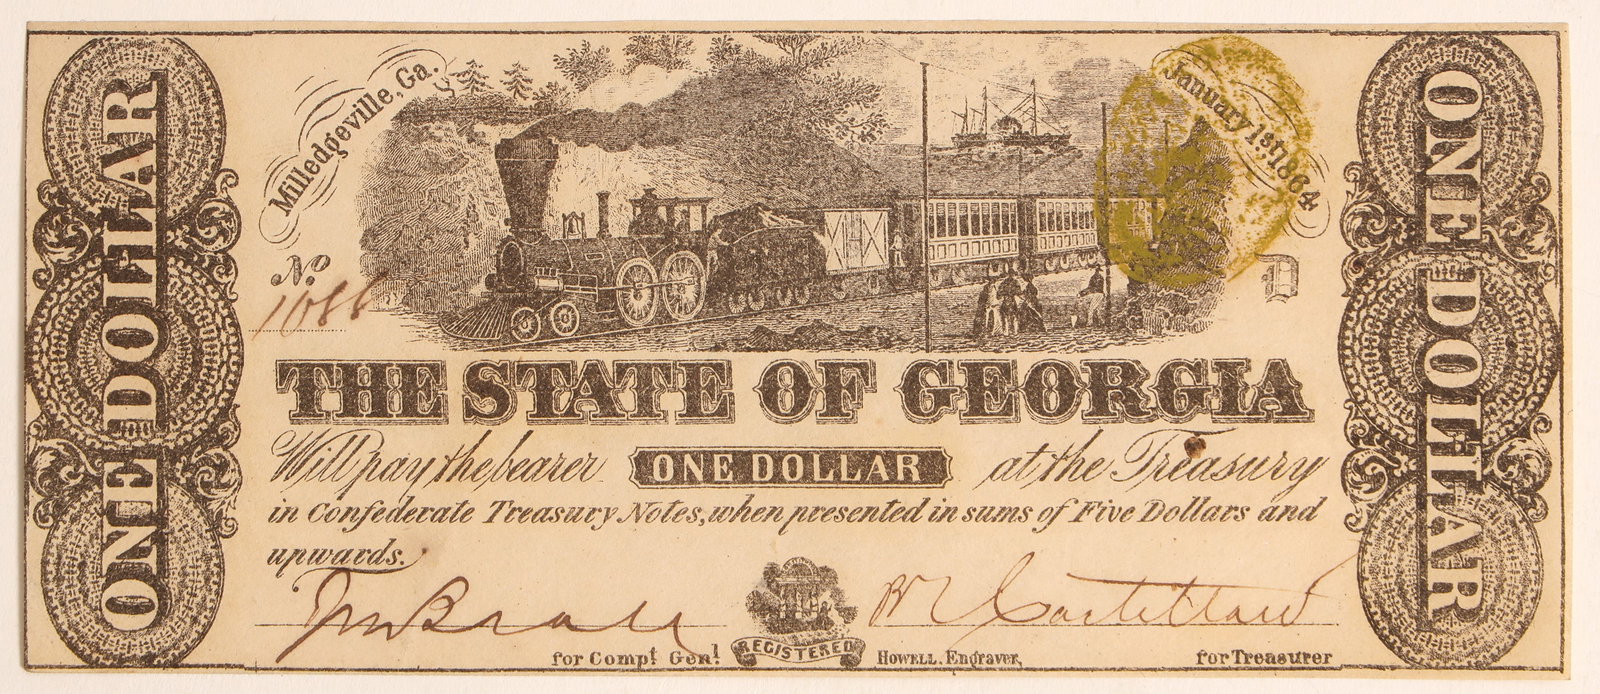 ONE DOLLAR
Milledgeville, Ga.
January 1st, 1864.
ONE DOLLAR
No
D
THE STATE OF GEORGIA
Will pay the bearer ONE DOLLAR at the Treasury
in Confederate Treasury Notes, when presented in sums of Five Dollars and
upwards.
for Compt Genl
REGISTERED
HOWELL. Engraver,
for Treasurer